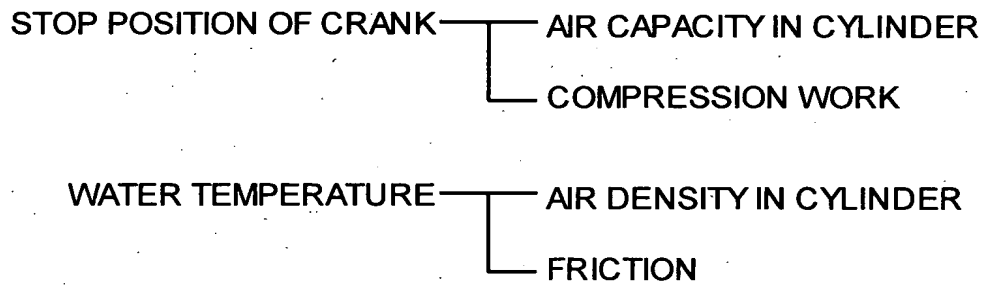 STOP POSITION OF CRANK AIR CAPACITY IN CYLINDER
COMPRESSION WORK
WATER TEMPERATURE AIR DENSITY IN CYLINDER
FRICTION